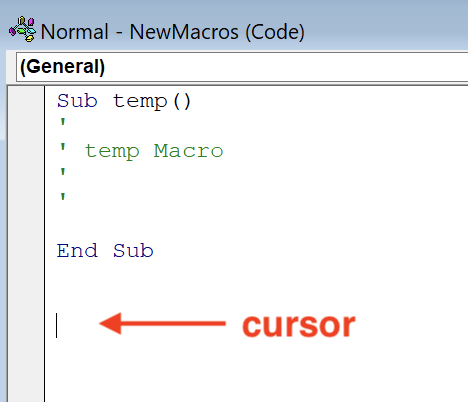 Normal - NewMacros (Code)
(General)
Sub temp()
'
' temp Macro
'
'
End Sub
cursor